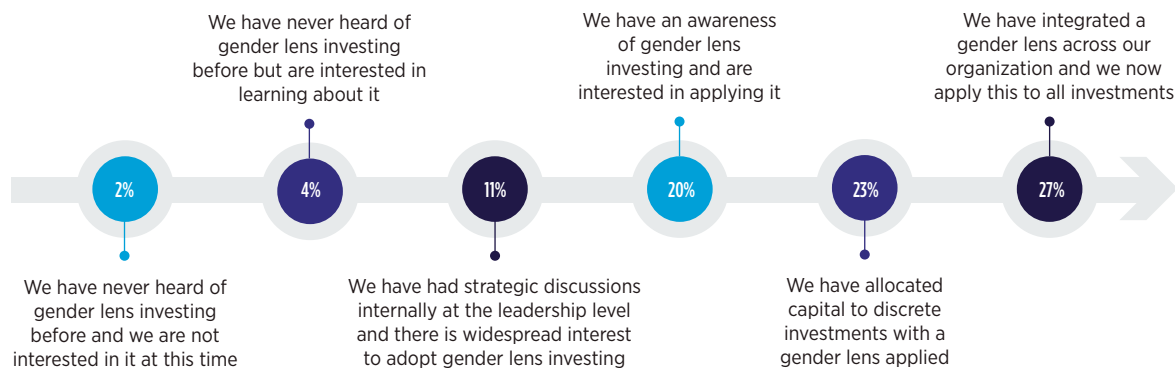 We have never heard of
gender lens investing
before but are interested in
learning about it
We have an awareness
of gender lens
investing and are
interested in applying it
We have integrated a
gender lens across our
organization and we now
apply this to all investments
2%
4%
11%
20%
23%
27%
We have never heard of
gender lens investing
before and we are not
interested in it at this time
We have had strategic discussions
internally at the leadership level
and there is widespread interest
to adopt gender lens investing
We have allocated
capital to discrete
investments with a
gender lens applied